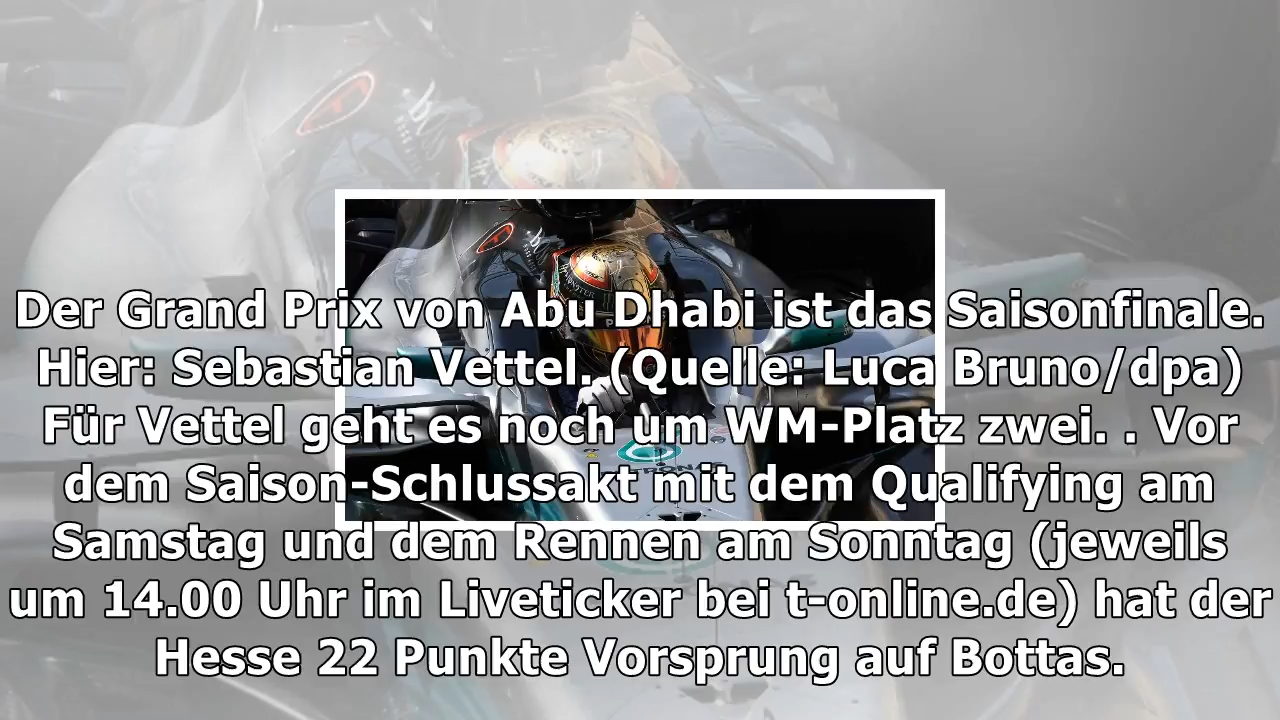 Der Grand Prix von Abu Dhabi ist das Saisonfinale.
Hier: Sebastian Vettel. (Quelle: Luca Bruno/dpa)
Für Vettel geht es noch um WM-Platz zwei. . Vor
dem Saison-Schlussakt mit dem Qualifying am
Samstag und dem Rennen am Sonntag (jeweils
um 14.00 Uhr im Liveticker bei t-online.de) hat der
Hesse 22 Punkte Vorsprung auf Bottas.